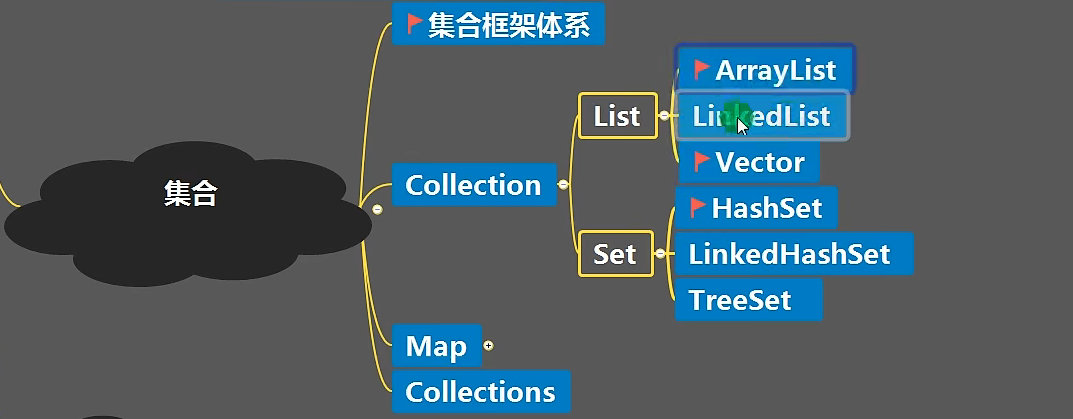 集合框架体系
ArrayList
List
LinkedList
Vector
集合
Collection
HashSet
Set
LinkedHashSet
TreeSet
Map
Collections